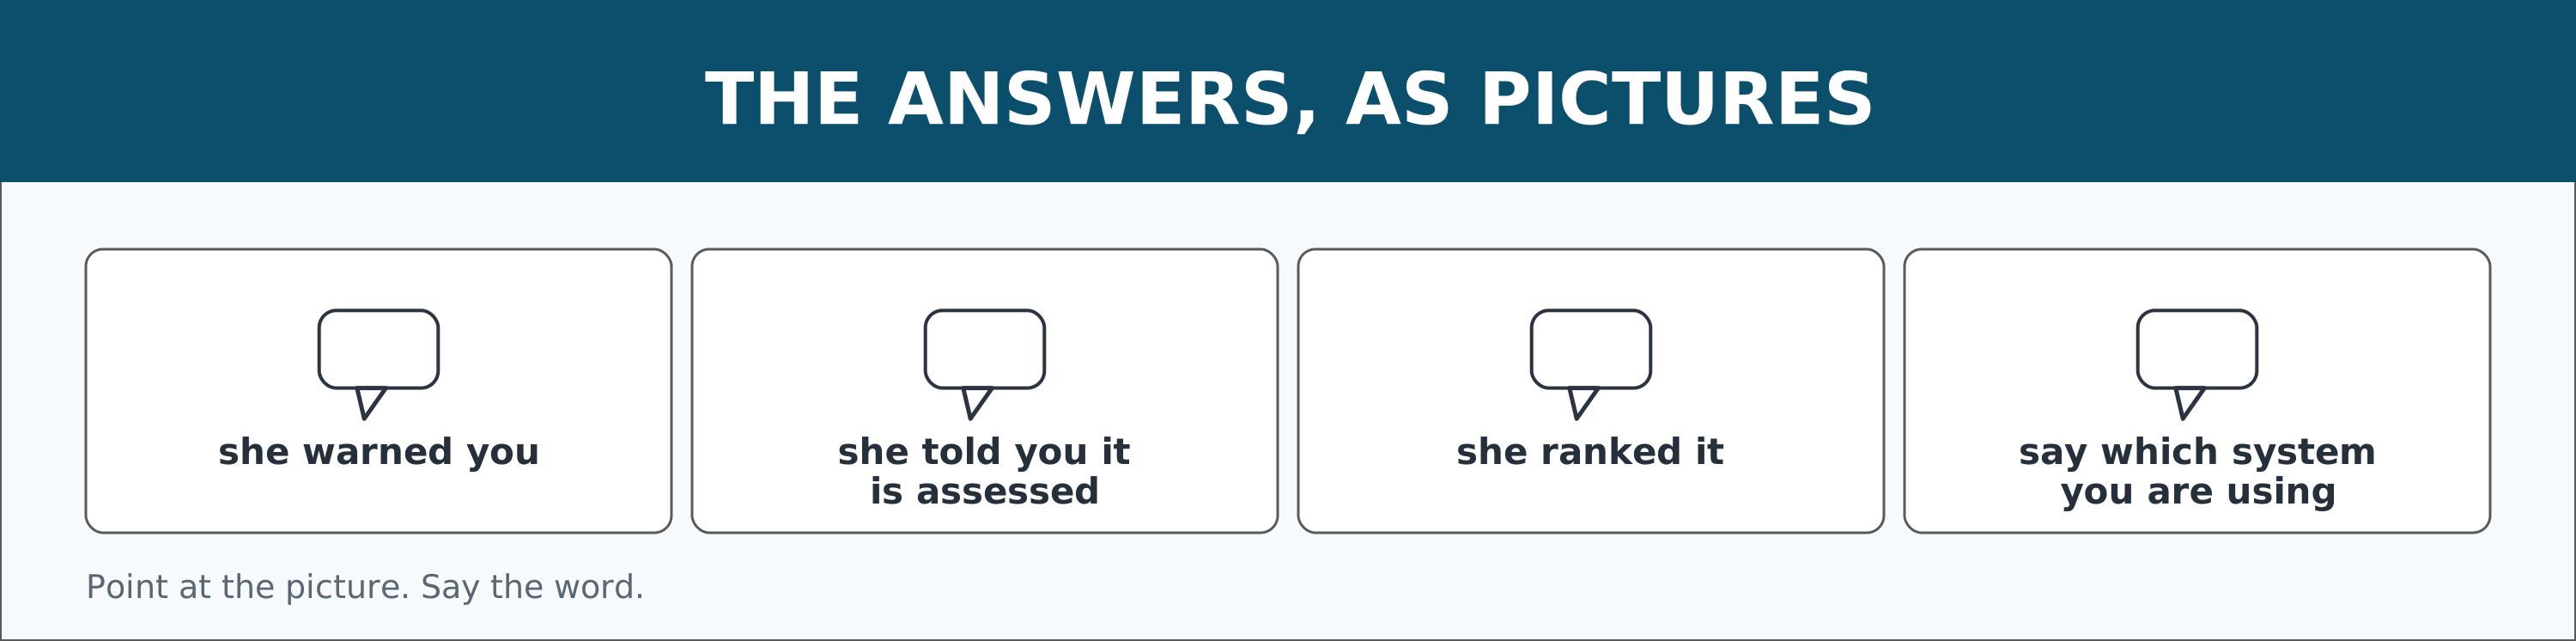 THE ANSWERS, AS PICTURES
she warned you
she told you it
is assessed
she ranked it
say which system
you are using
Point at the picture. Say the word.